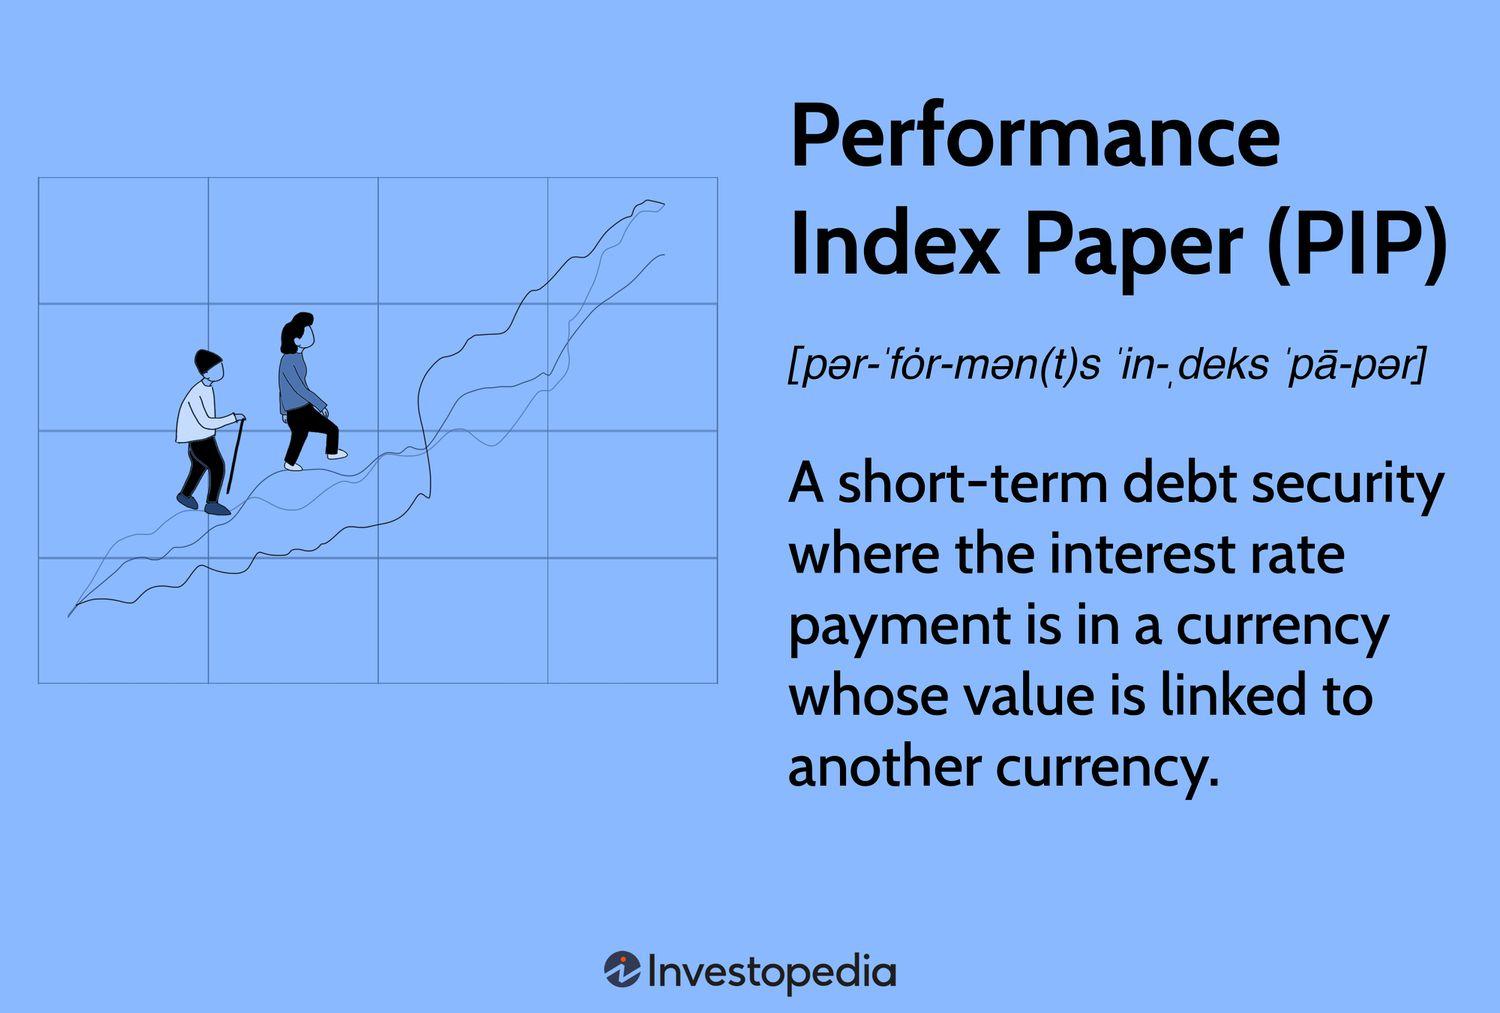 Performance
Index Paper (PIP)
[pər-ˈfȯr-mən(t)s ˈin-ˌdeks ˈpā-pər]
A short-term debt security
where the interest rate
payment is in a currency
whose value is linked to
another currency.
Investopedia